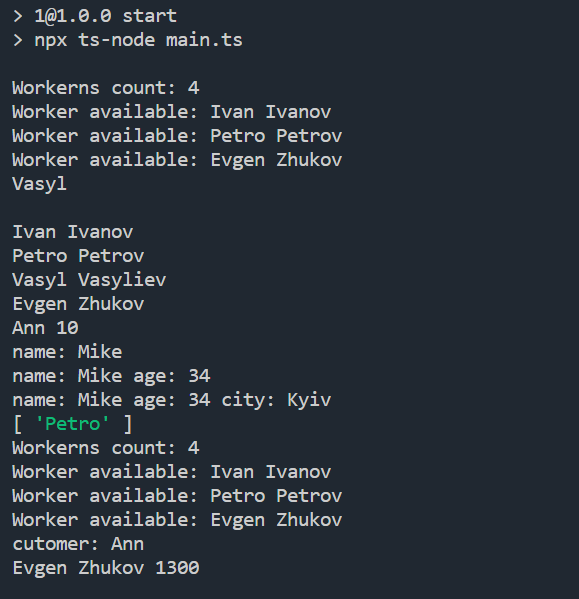 > 1@1.0.0 start
> npx ts-node main.ts
Workerns count: 4
Worker available: Ivan Ivanov
Worker available: Petro Petrov
Worker available: Evgen Zhukov
Vasyl
Ivan Ivanov
Petro Petrov
Vasyl Vasyliev
Evgen Zhukov
Ann 10
name: Mike
name: Mike age: 34
name: Mike age: 34 city: Kyiv
[ 'Petro' ]
Workerns count: 4
Worker available: Ivan Ivanov
Worker available: Petro Petrov
Worker available: Evgen Zhukov
cutomer: Ann
Evgen Zhukov 1300